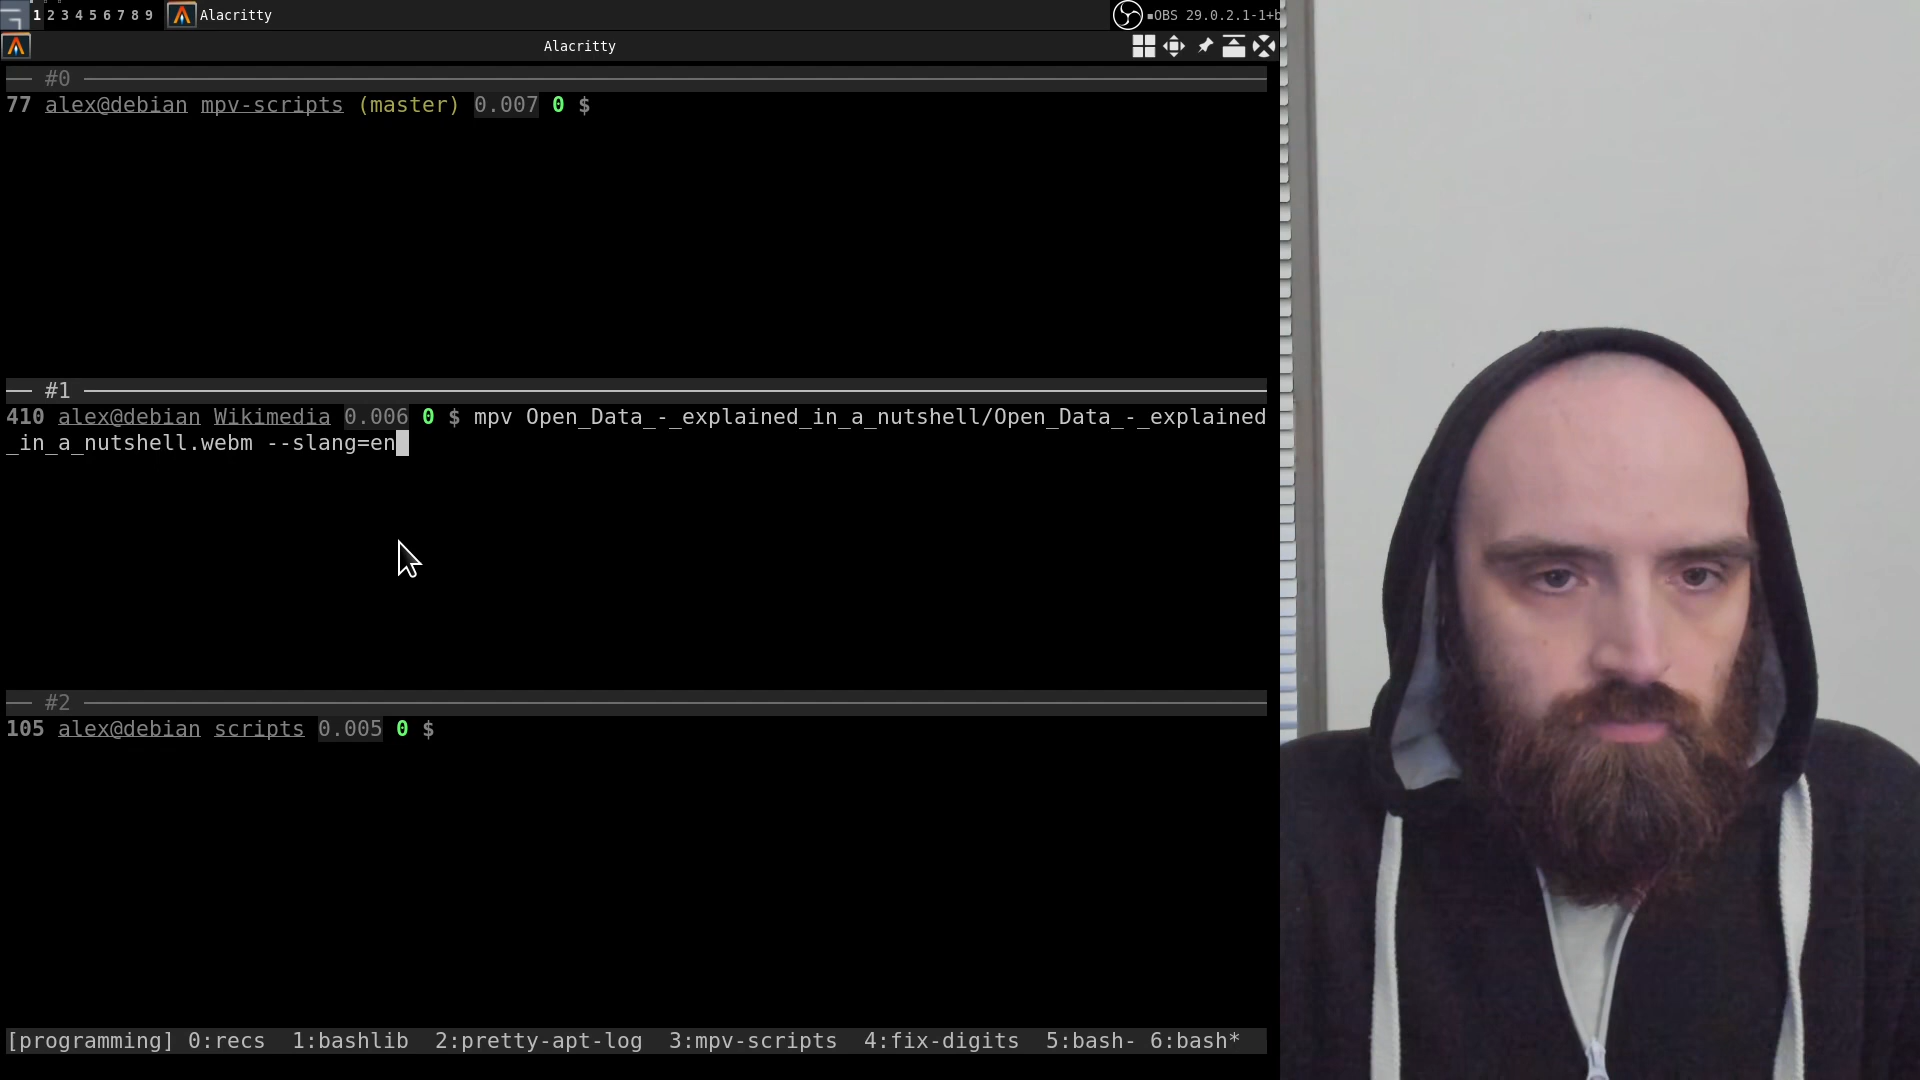 1 2 3 4 5 6 7 8 9 Alacritty OBS 29.0.2.1-1+b
Alacritty
#0
77 alex@debian mpv-scripts (master) 0.007 0 $
#1
410 alex@debian Wikimedia 0.006 0 $ mpv Open_Data_-_explained_in_a_nutshell/Open_Data_-_explained
_in_a_nutshell.webm --slang=en
#2
105 alex@debian scripts 0.005 0 $
[programming] 0:recs 1:bashlib 2:pretty-apt-log 3:mpv-scripts 4:fix-digits 5:bash- 6:bash*